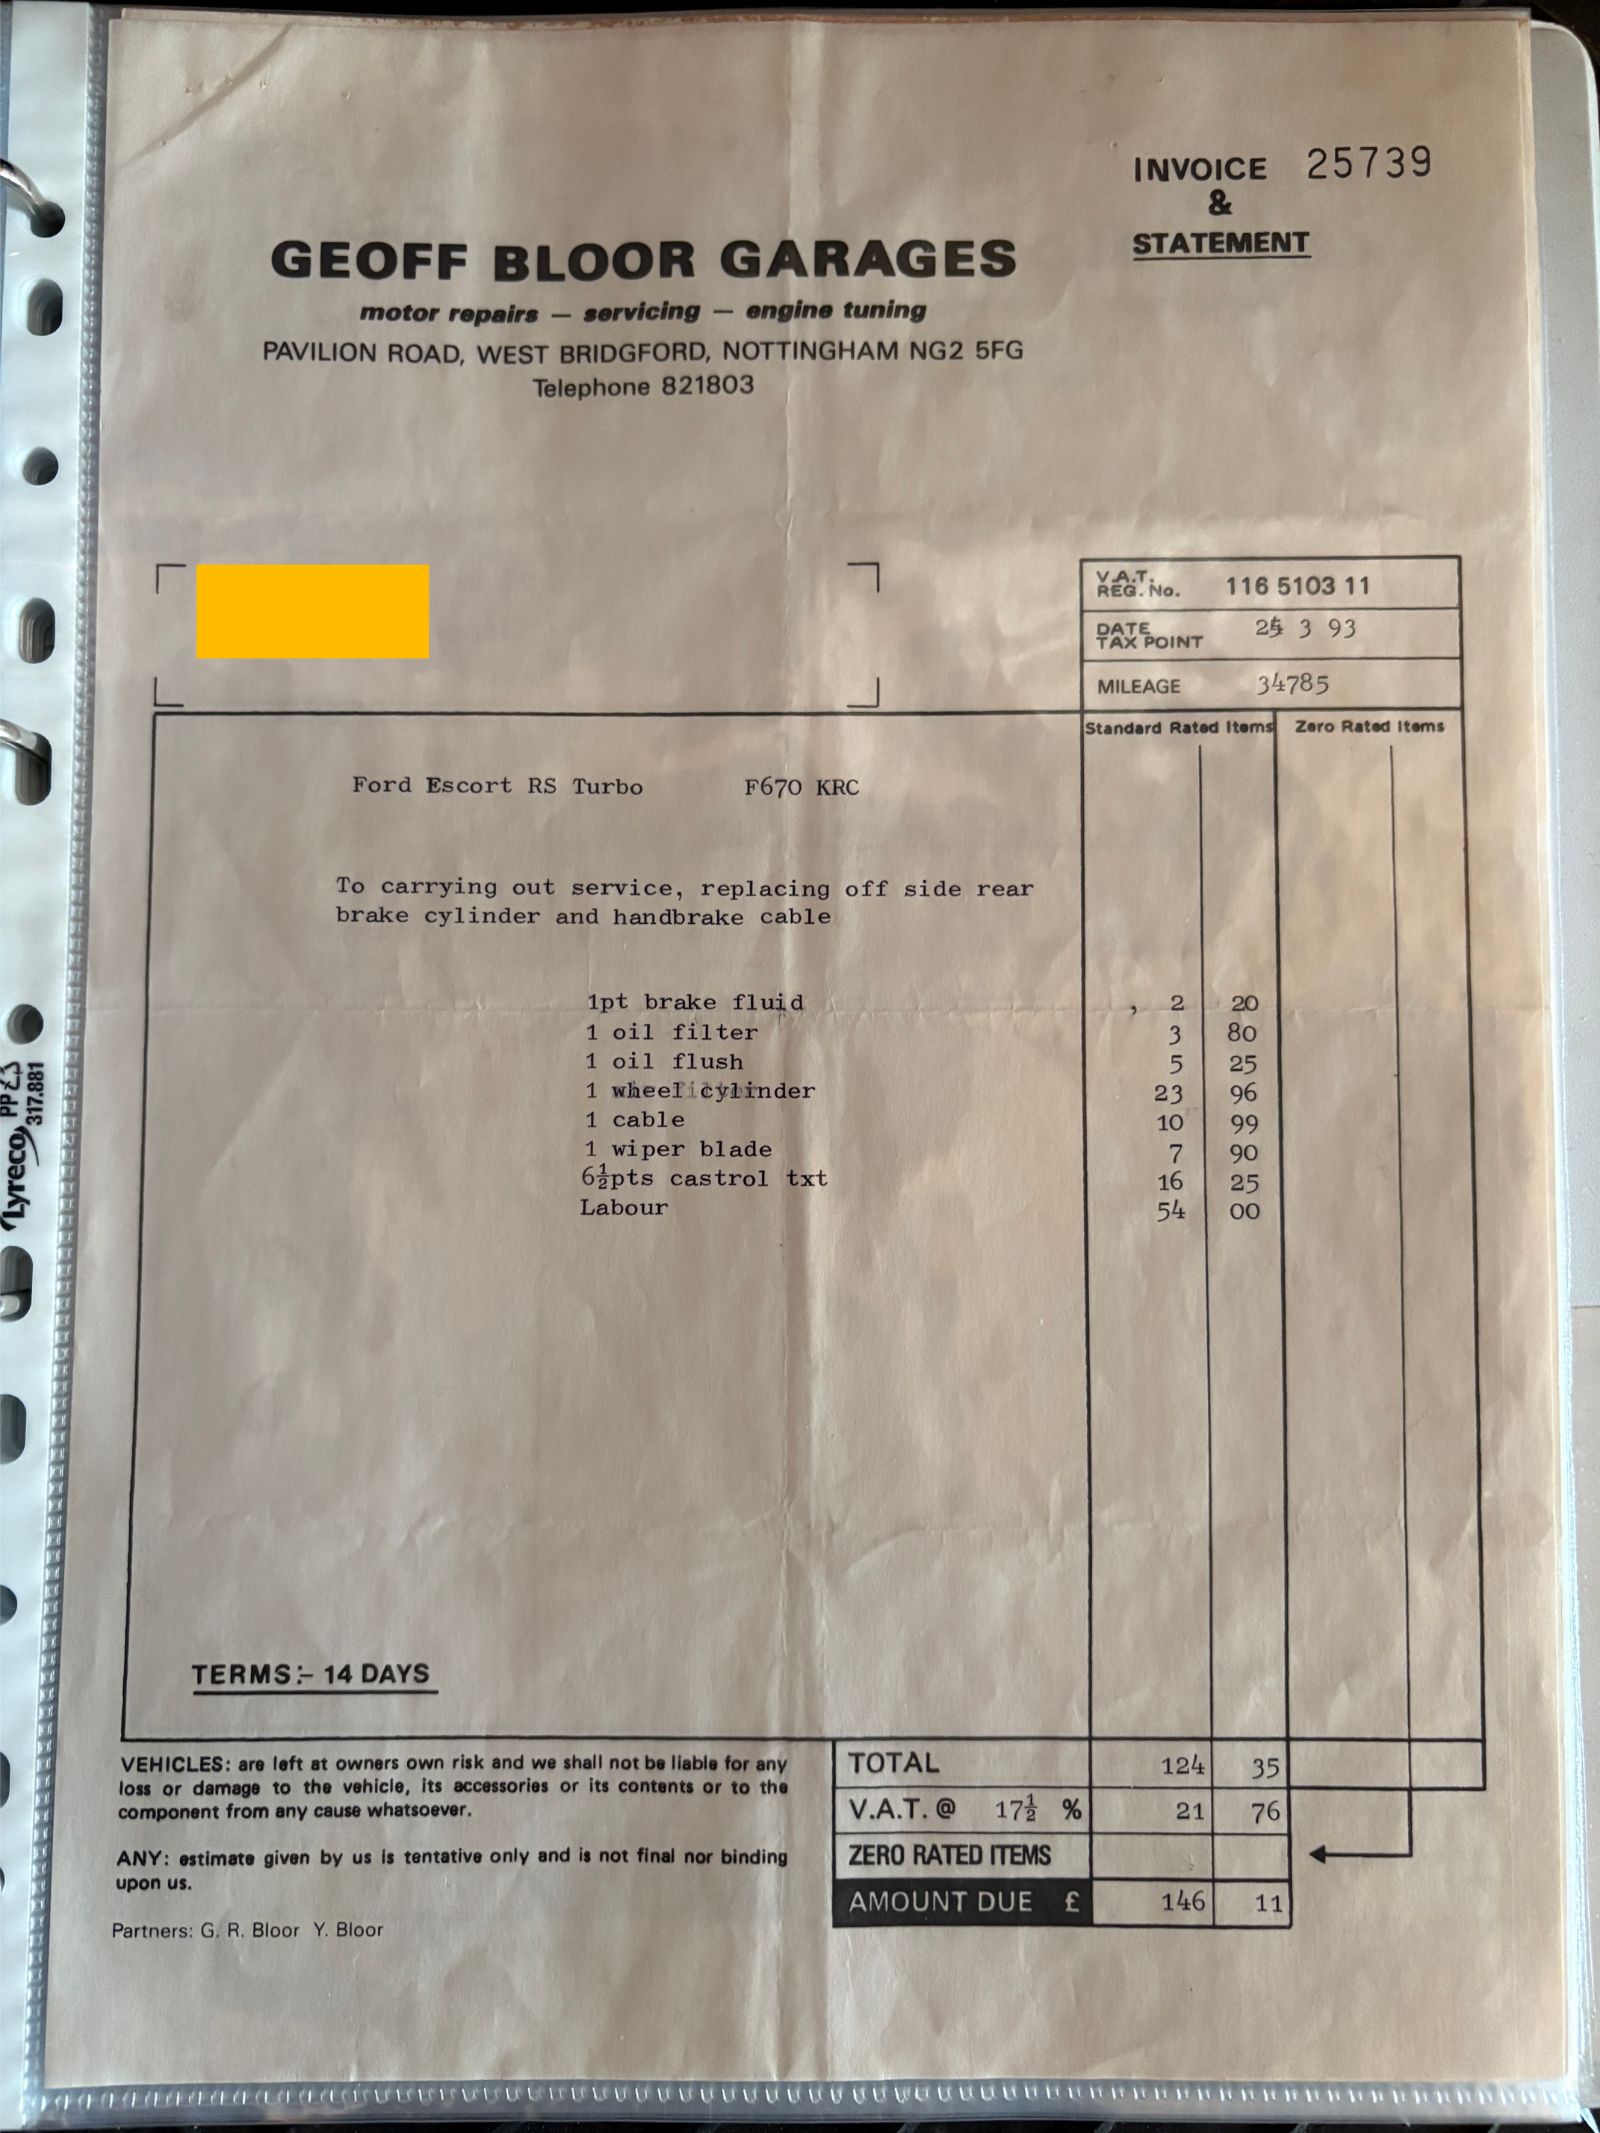 INVOICE 25739
&
STATEMENT
GEOFF BLOOR GARAGES
motor repairs — servicing — engine tuning
PAVILION ROAD, WEST BRIDGFORD, NOTTINGHAM NG2 5FG
Telephone 821803
V.A.T. REG. No. 116 5103 11
DATE TAX POINT 3 93
MILEAGE 34785
Standard Rated Items Zero Rated Items
Ford Escort RS Turbo F670 KRC
To carrying out service, replacing off side rear
brake cylinder and handbrake cable
1pt brake fluid , 2 20
1 oil filter 3 80
1 oil flush 5 25
1 wheel cylinder 23 96
1 cable 10 99
1 wiper blade 7 90
6½pts castrol txt 16 25
Labour 54 00
TERMS:- 14 DAYS
TOTAL 124 35
V.A.T. @ 17½ % 21 76
ZERO RATED ITEMS
AMOUNT DUE £ 146 11
VEHICLES: are left at owners own risk and we shall not be liable for any
loss or damage to the vehicle, its accessories or its contents or to the
component from any cause whatsoever.
ANY: estimate given by us is tentative only and is not final nor binding
upon us.
Partners: G. R. Bloor Y. Bloor
Lyreco PP
317.881